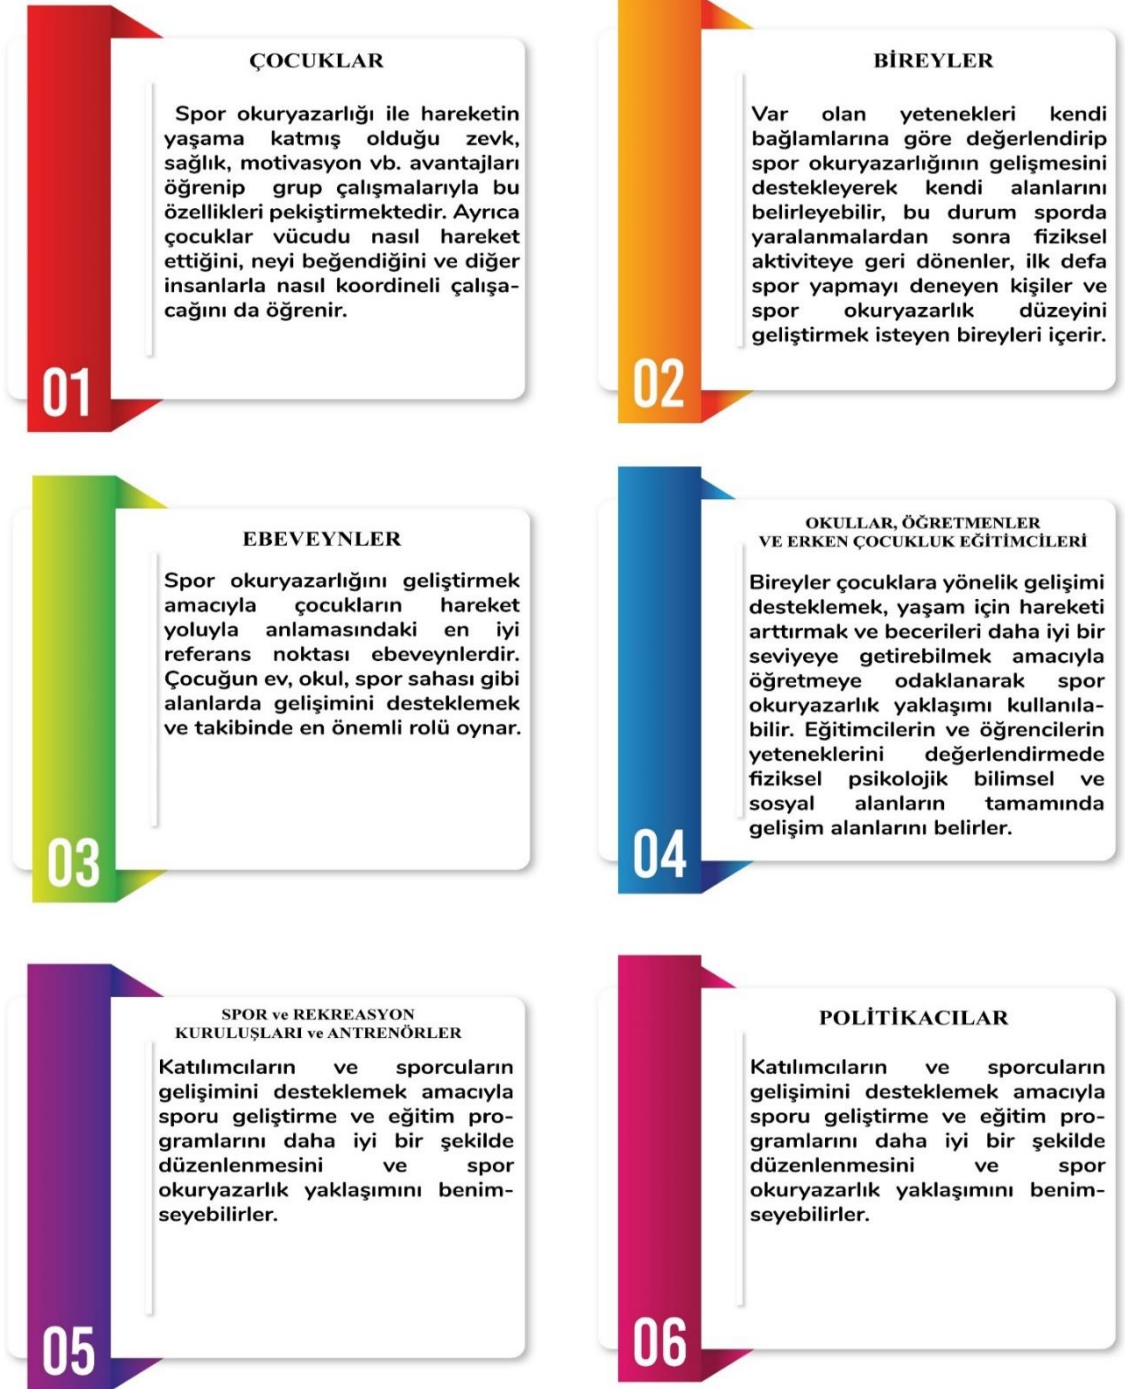 ÇOCUKLAR
Spor okuryazarlığı ile hareketin
yaşama katmış olduğu zevk,
sağlık, motivasyon vb. avantajları
öğrenip grup çalışmalarıyla bu
özellikleri pekiştirmektedir. Ayrıca
çocuklar vücudu nasıl hareket
ettiğini, neyi beğendiğini ve diğer
insanlarla nasıl koordineli çalışa-
cağını da öğrenir.
01
BİREYLER
Var olan yetenekleri kendi
bağlamlarına göre değerlendirip
spor okuryazarlığının gelişmesini
destekleyerek kendi alanlarını
belirleyebilir, bu durum sporda
yaralanmalardan sonra fiziksel
aktiviteye geri dönenler, ilk defa
spor yapmayı deneyen kişiler ve
spor okuryazarlık düzeyini
geliştirmek isteyen bireyleri içerir.
02
EBEVEYNLER
Spor okuryazarlığını geliştirmek
amacıyla çocukların hareket
yoluyla anlamasındaki en iyi
referans noktası ebeveynlerdir.
Çocuğun ev, okul, spor sahası gibi
alanlarda gelişimini desteklemek
ve takibinde en önemli rolü oynar.
03
OKULLAR, ÖĞRETMENLER
VE ERKEN ÇOCUKLUK EĞİTİMCİLERİ
Bireyler çocuklara yönelik gelişimi
desteklemek, yaşam için hareketi
arttırmak ve becerileri daha iyi bir
seviyeye getirebilmek amacıyla
öğretmeye odaklanarak spor
okuryazarlık yaklaşımı kullanıla-
bilir. Eğitimcilerin ve öğrencilerin
yeteneklerini değerlendirmede
fiziksel psikolojik bilimsel ve
sosyal alanların tamamında
gelişim alanlarını belirler.
04
SPOR ve REKREASYON
KURULUŞLARI ve ANTRENÖRLER
Katılımcıların ve sporcuların
gelişimini desteklemek amacıyla
sporu geliştirme ve eğitim pro-
gramlarını daha iyi bir şekilde
düzenlenmesini ve spor
okuryazarlık yaklaşımını benim-
seyebilirler.
05
POLİTİKACILAR
Katılımcıların ve sporcuların
gelişimini desteklemek amacıyla
sporu geliştirme ve eğitim pro-
gramlarını daha iyi bir şekilde
düzenlenmesini ve spor
okuryazarlık yaklaşımını benim-
seyebilirler.
06